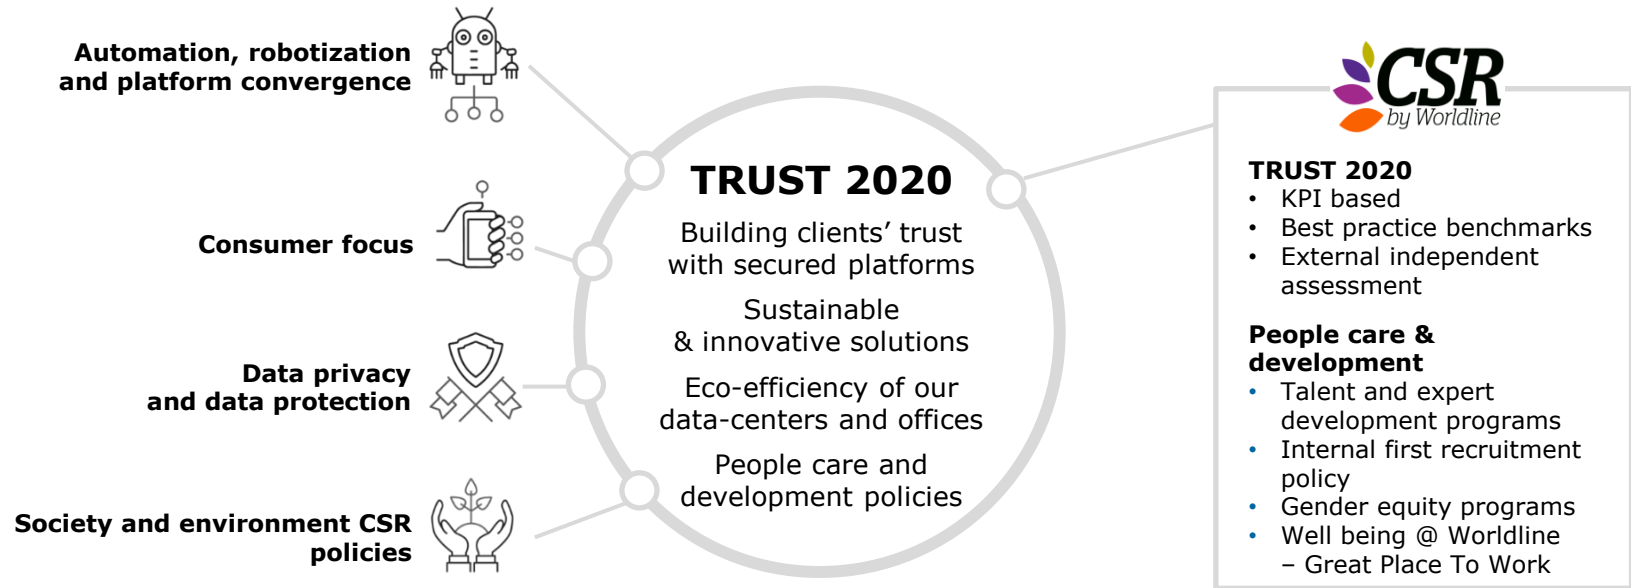 Automation, robotization
and platform convergence
Consumer focus
Data privacy
and data protection
Society and environment CSR
policies
TRUST 2020
Building clients’ trust
with secured platforms
Sustainable
& innovative solutions
Eco-efficiency of our
data-centers and offices
People care and
development policies
CSR
by Worldline
TRUST 2020
• KPI based
• Best practice benchmarks
• External independent
assessment
People care &
development
• Talent and expert
development programs
• Internal first recruitment
policy
• Gender equity programs
• Well being @ Worldline
– Great Place To Work